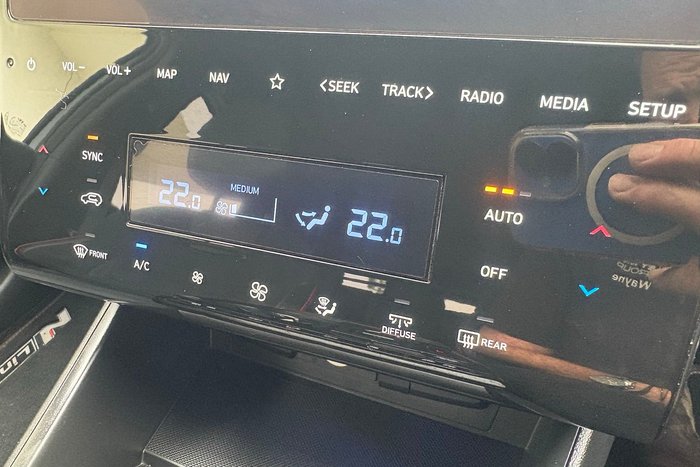 VOL- VOL+ MAP NAV <SEEK TRACK> RADIO MEDIA SETUP
SYNC
MEDIUM
22.0 22.0
AUTO
FRONT A/C OFF
DIFFUSE REAR
Wayne